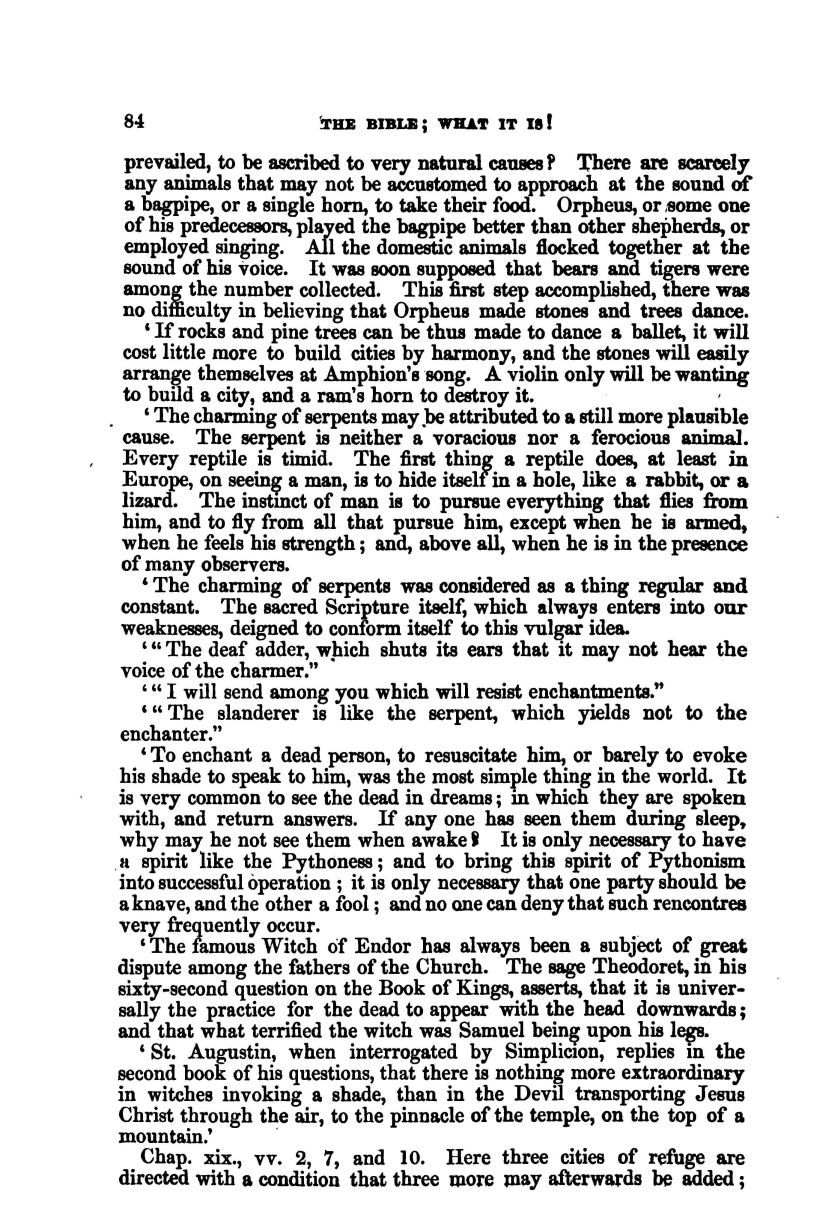 84 THE BIBLE; WHAT IT IS!
prevailed, to be ascribed to very natural causes? There are scarcely
any animals that may not be accustomed to approach at the sound of
a bagpipe, or a single horn, to take their food. Orpheus, or some one
of his predecessors, played the bagpipe better than other shepherds, or
employed singing. All the domestic animals flocked together at the
sound of his voice. It was soon supposed that bears and tigers were
among the number collected. This first step accomplished, there was
no difficulty in believing that Orpheus made stones and trees dance.
‘If rocks and pine trees can be thus made to dance a ballet, it will
cost little more to build cities by harmony, and the stones will easily
arrange themselves at Amphion's song. A violin only will be wanting
to build a city, and a ram's horn to destroy it.
‘The charming of serpents may be attributed to a still more plausible
cause. The serpent is neither a voracious nor a ferocious animal.
Every reptile is timid. The first thing a reptile does, at least in
Europe, on seeing a man, is to hide itself in a hole, like a rabbit, or a
lizard. The instinct of man is to pursue everything that flies from
him, and to fly from all that pursue him, except when he is armed,
when he feels his strength; and, above all, when he is in the presence
of many observers.
‘The charming of serpents was considered as a thing regular and
constant. The sacred Scripture itself, which always enters into our
weaknesses, deigned to conform itself to this vulgar idea.
‘“The deaf adder, which shuts its ears that it may not hear the
voice of the charmer.”
‘“I will send among you which will resist enchantments.”
‘“The slanderer is like the serpent, which yields not to the
enchanter.”
‘To enchant a dead person, to resuscitate him, or barely to evoke
his shade to speak to him, was the most simple thing in the world. It
is very common to see the dead in dreams; in which they are spoken
with, and return answers. If any one has seen them during sleep,
why may he not see them when awake? It is only necessary to have
a spirit like the Pythoness; and to bring this spirit of Pythonism
into successful operation; it is only necessary that one party should be
a knave, and the other a fool; and no one can deny that such rencontres
very frequently occur.
‘The famous Witch of Endor has always been a subject of great
dispute among the fathers of the Church. The sage Theodoret, in his
sixty-second question on the Book of Kings, asserts, that it is univer-
sally the practice for the dead to appear with the head downwards;
and that what terrified the witch was Samuel being upon his legs.
‘St. Augustin, when interrogated by Simplicion, replies in the
second book of his questions, that there is nothing more extraordinary
in witches invoking a shade, than in the Devil transporting Jesus
Christ through the air, to the pinnacle of the temple, on the top of a
mountain.’
Chap. xix., vv. 2, 7, and 10. Here three cities of refuge are
directed with a condition that three more may afterwards be added;